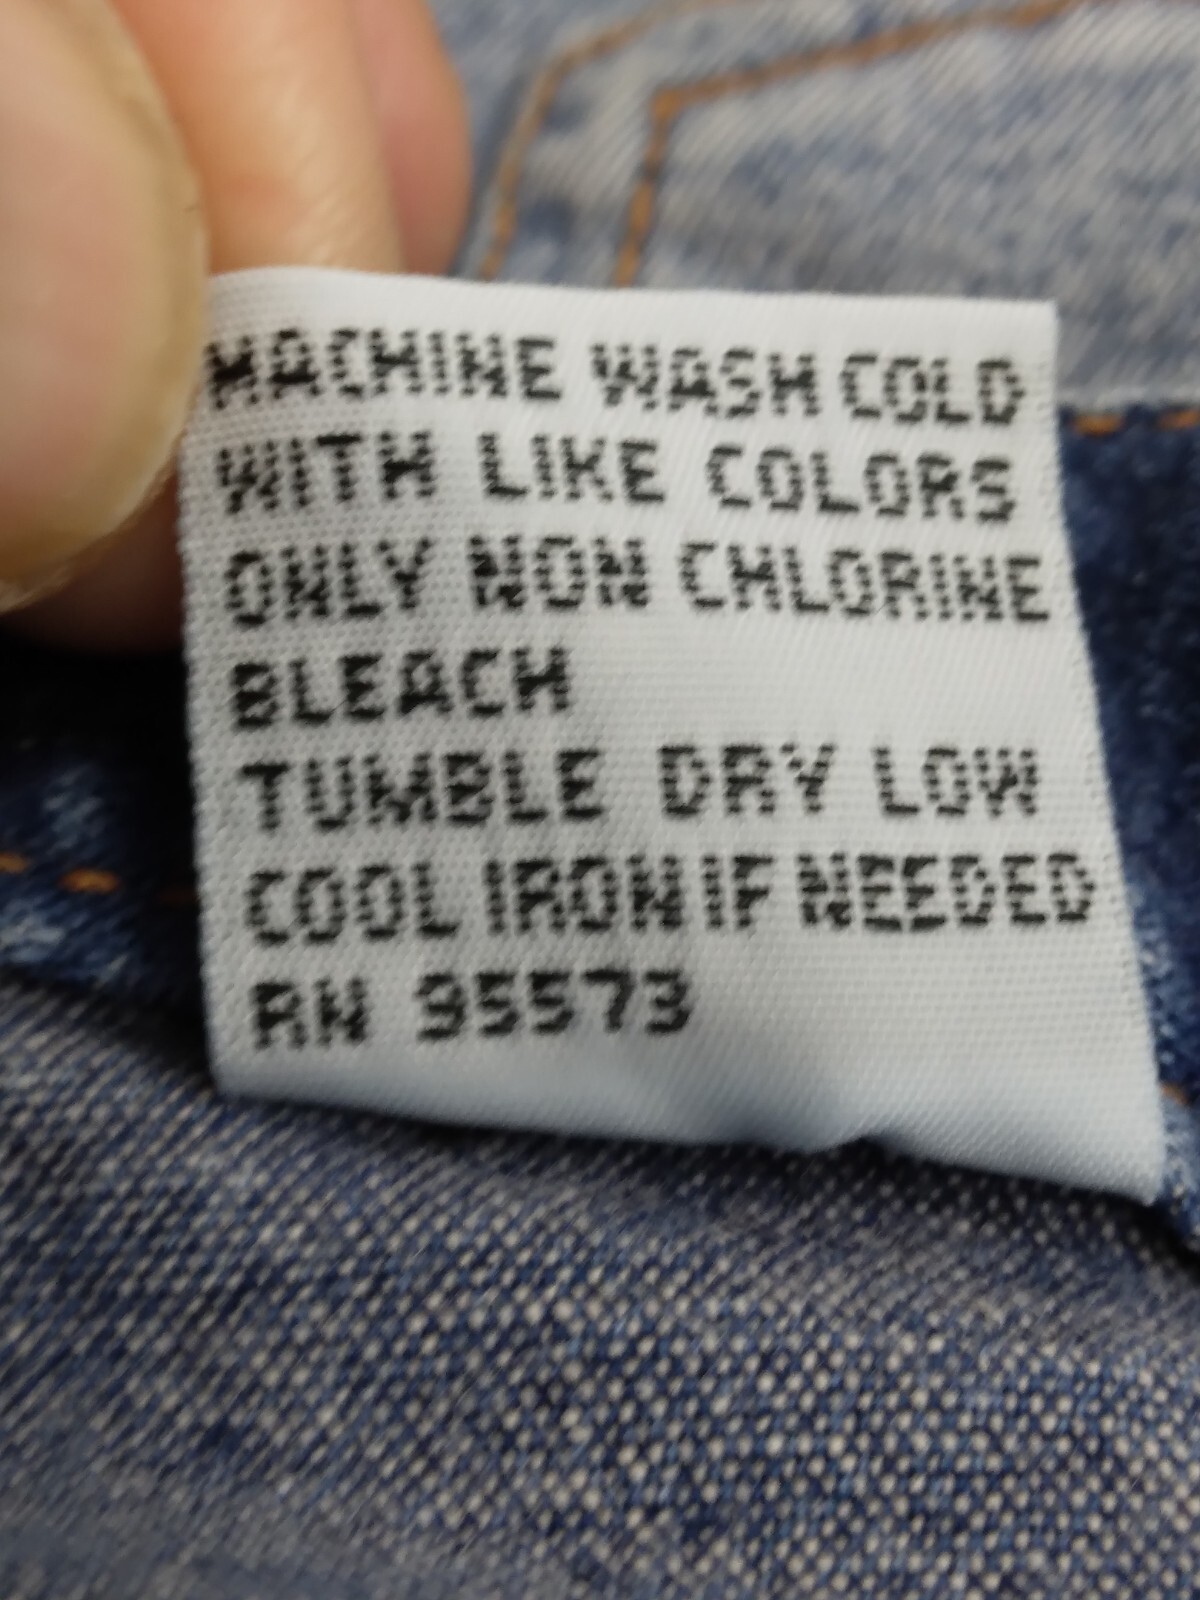 MACHINE WASH COLD
WITH LIKE COLORS
ONLY NON CHLORINE
BLEACH
TUMBLE DRY LOW
COOL IRON IF NEEDED
RN 95573